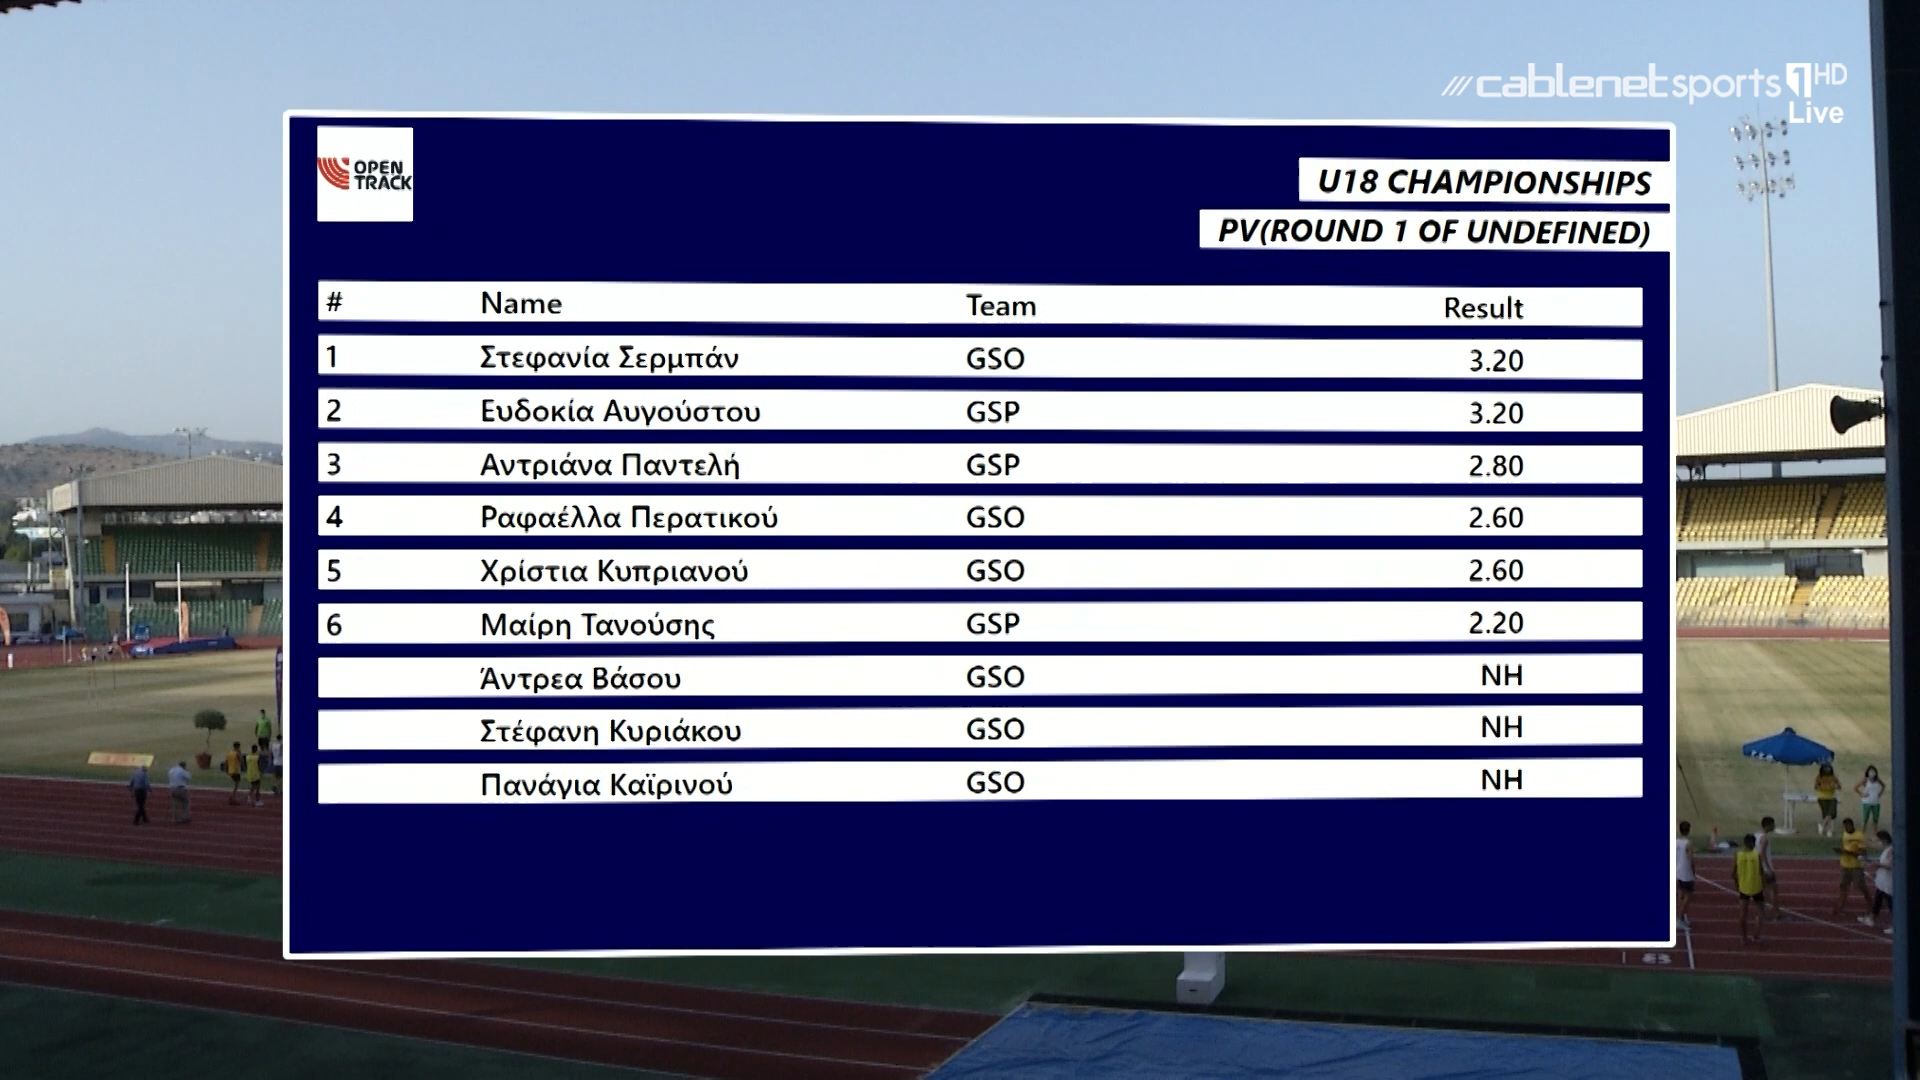 cablenet sports 1 HD
Live
OPEN
TRACK
U18 CHAMPIONSHIPS
PV(ROUND 1 OF UNDEFINED)
# Name Team Result
1 Στεφανία Σερμπάν GSO 3.20
2 Ευδοκία Αυγούστου GSP 3.20
3 Αντριάνα Παντελή GSP 2.80
4 Ραφαέλλα Περατικού GSO 2.60
5 Χρίστια Κυπριανού GSO 2.60
6 Μαίρη Τανούσης GSP 2.20
Άντρεα Βάσου GSO NH
Στέφανη Κυριάκου GSO NH
Πανάγια Καϊρινού GSO NH
8